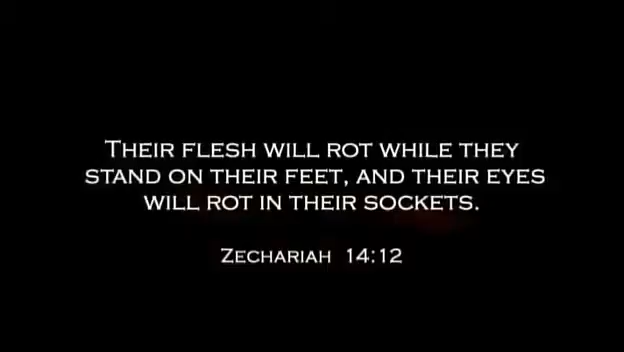 Their flesh will rot while they
stand on their feet, and their eyes
will rot in their sockets.
Zechariah 14:12